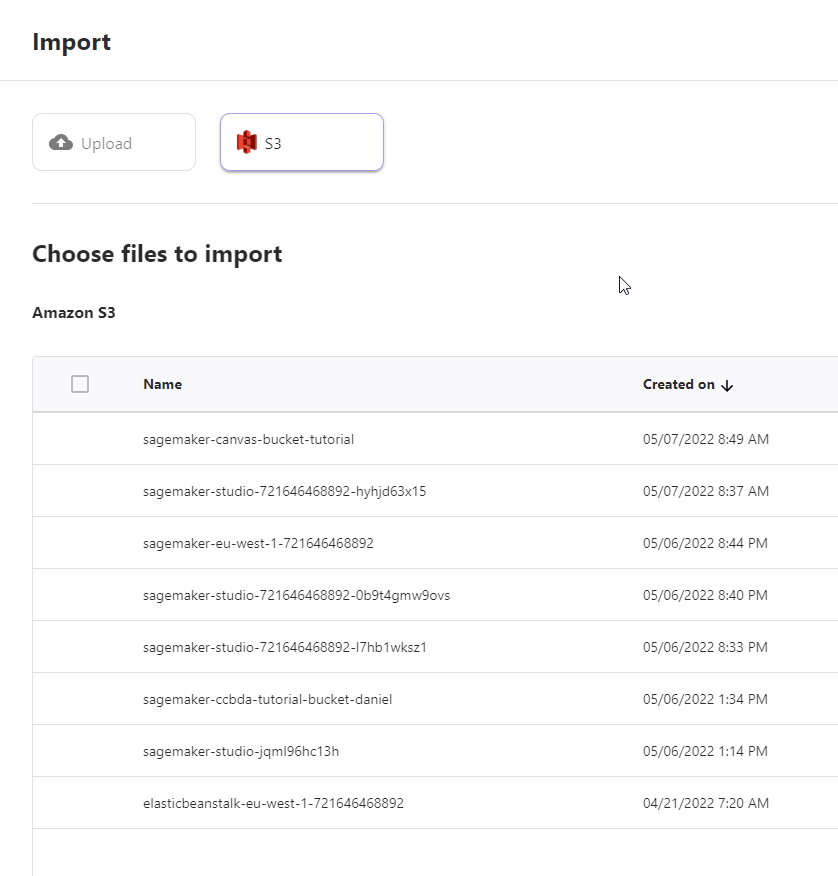 Import
Upload
S3
Choose files to import
Amazon S3
Name Created on
sagemaker-canvas-bucket-tutorial 05/07/2022 8:49 AM
sagemaker-studio-721646468892-hyhjd63x15 05/07/2022 8:37 AM
sagemaker-eu-west-1-721646468892 05/06/2022 8:44 PM
sagemaker-studio-721646468892-0b9t4gmw9ovs 05/06/2022 8:40 PM
sagemaker-studio-721646468892-l7hb1wksz1 05/06/2022 8:33 PM
sagemaker-ccbda-tutorial-bucket-daniel 05/06/2022 1:34 PM
sagemaker-studio-jqml96hc13h 05/06/2022 1:14 PM
elasticbeanstalk-eu-west-1-721646468892 04/21/2022 7:20 AM